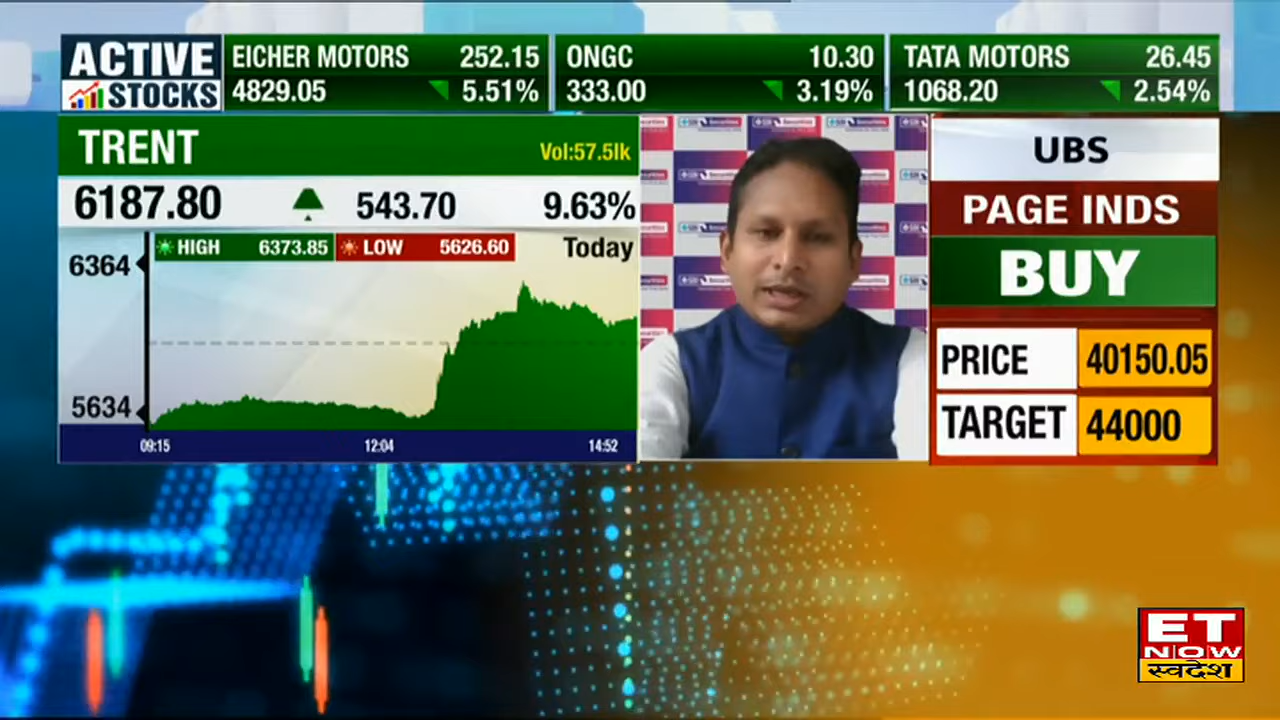 ACTIVE
STOCKS
EICHER MOTORS 252.15
4829.05 5.51%
ONGC 10.30
333.00 3.19%
TATA MOTORS 26.45
1068.20 2.54%
TRENT
Vol:57.5lk
6187.80 543.70 9.63%
HIGH 6373.85 LOW 5626.60 Today
6364
5634
09:15 12:04 14:52
UBS
PAGE INDS
BUY
PRICE 40150.05
TARGET 44000
ET
NOW
स्वदेश